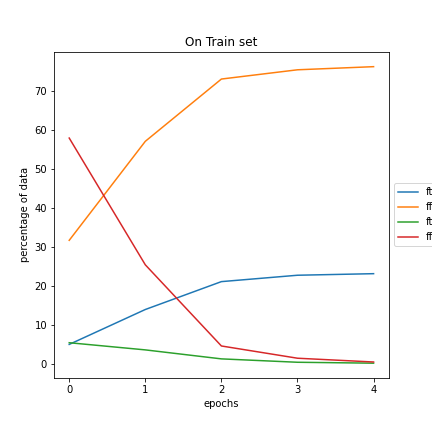 On Train set
percentage of data
70
60
50
40
30
20
10
0
0 1 2 3 4
epochs
ft
ff
ft
ff